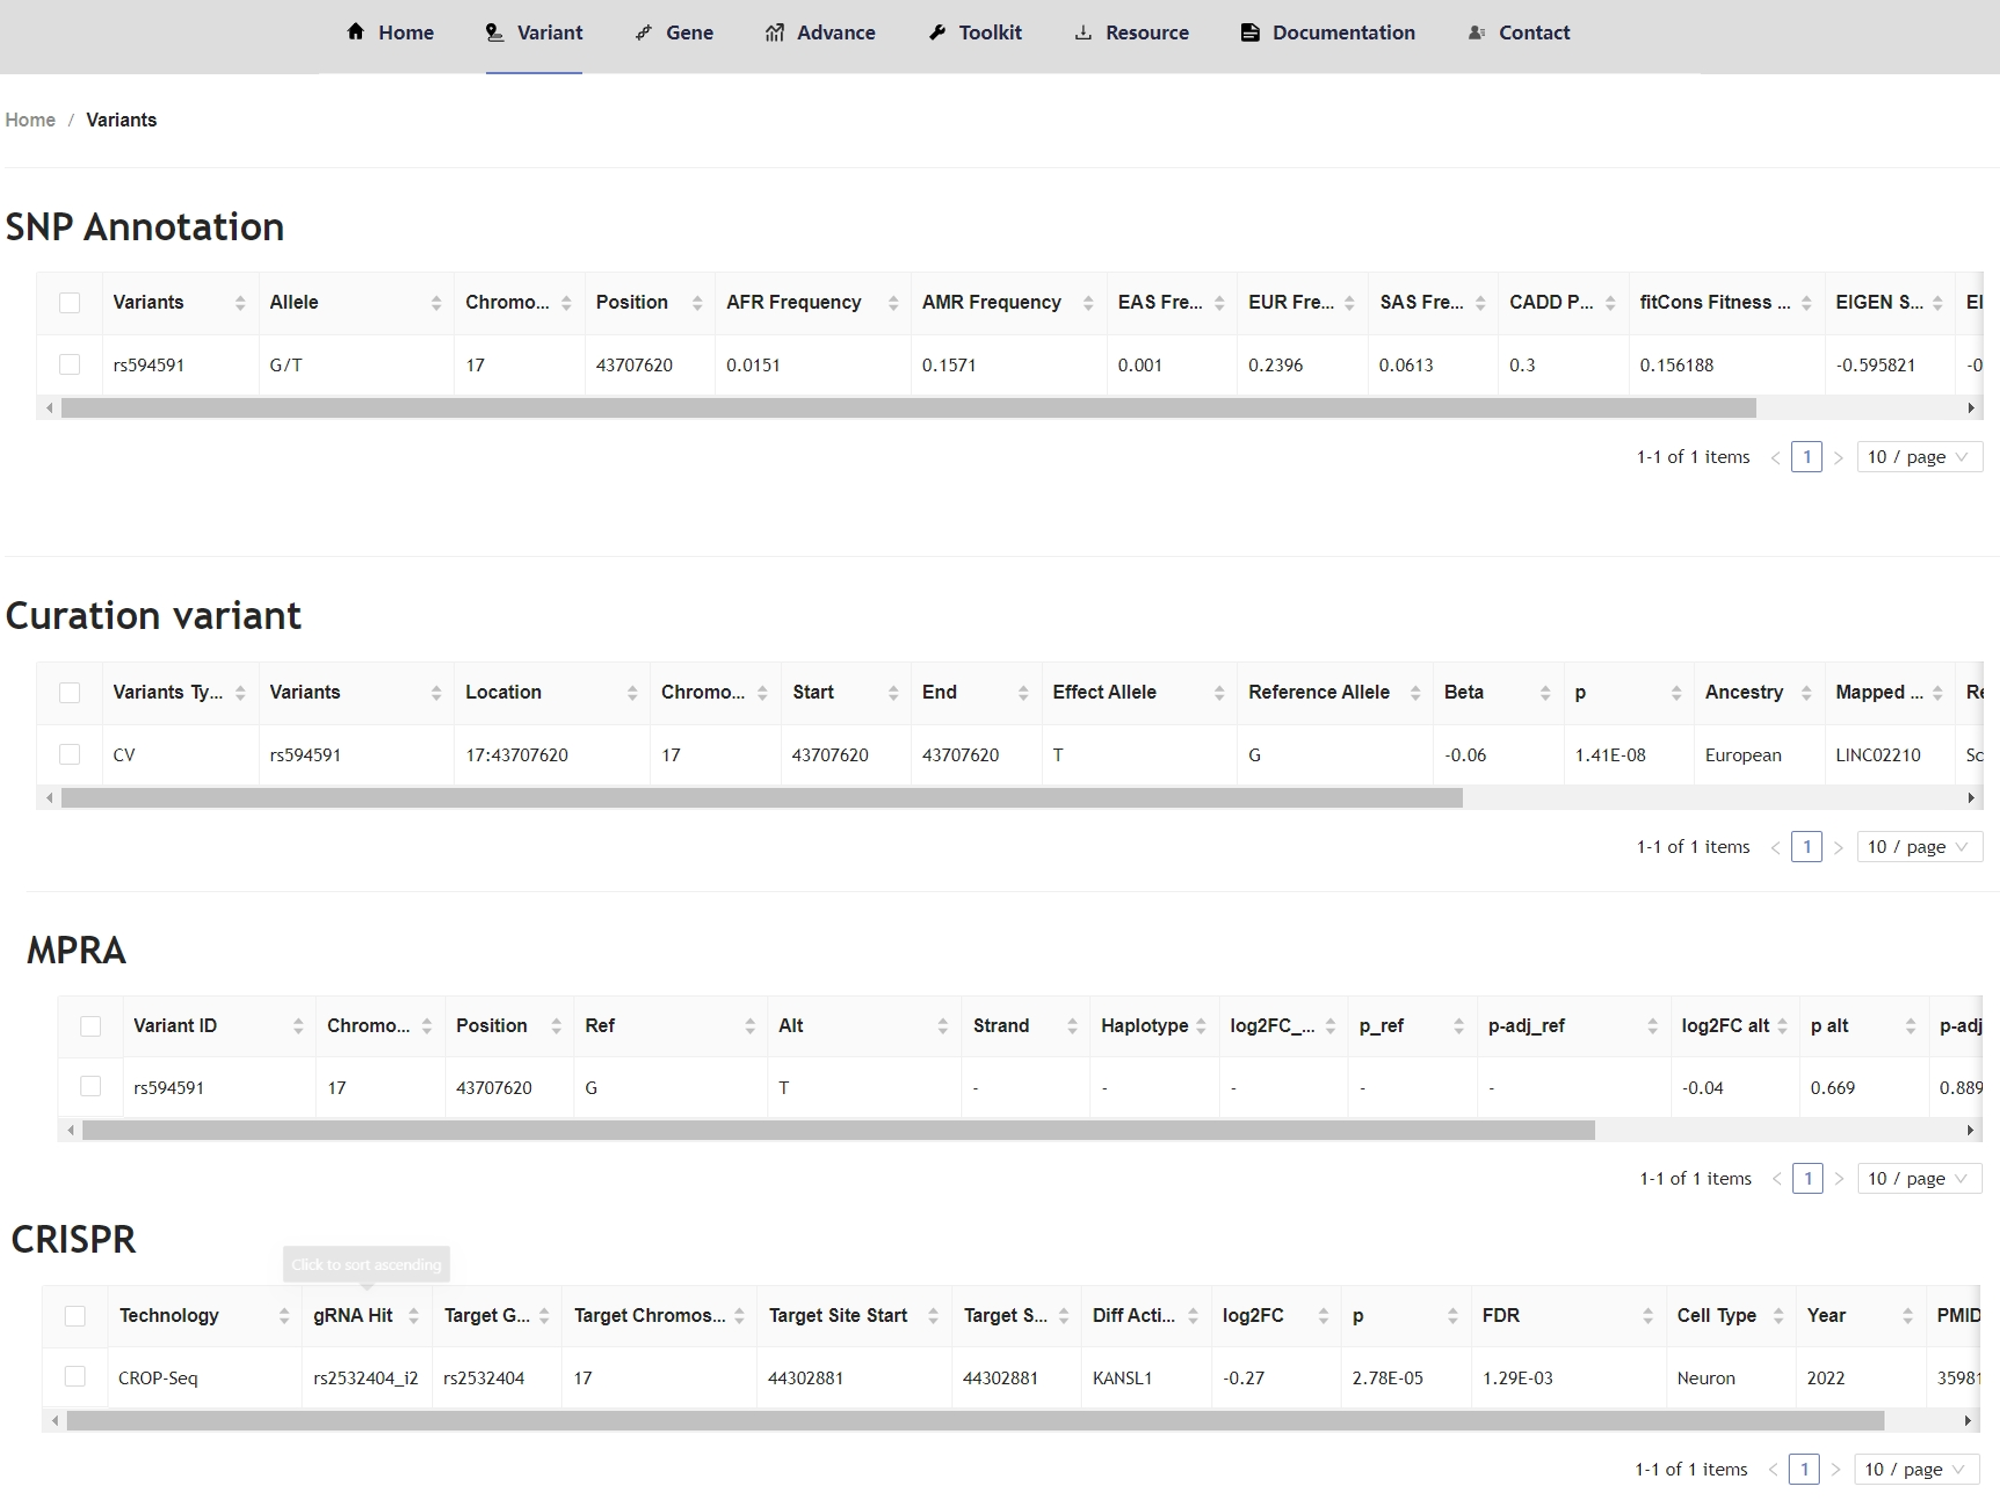 Home Variant Gene Advance Toolkit Resource Documentation Contact
Home / Variants
SNP Annotation
Variants Allele Chromo... Position AFR Frequency AMR Frequency EAS Fre... EUR Fre... SAS Fre... CADD P... fitCons Fitness ... EIGEN S... EI
rs594591 G/T 17 43707620 0.0151 0.1571 0.001 0.2396 0.0613 0.3 0.156188 -0.595821 -0
1-1 of 1 items < 1 > 10 / page
Curation variant
Variants Ty... Variants Location Chromo... Start End Effect Allele Reference Allele Beta p Ancestry Mapped ... Re
CV rs594591 17:43707620 17 43707620 43707620 T G -0.06 1.41E-08 European LINC02210 Sc
1-1 of 1 items < 1 > 10 / page
MPRA
Variant ID Chromo... Position Ref Alt Strand Haplotype log2FC_... p_ref p-adj_ref log2FC alt p alt p-adj
rs594591 17 43707620 G T - - - - - -0.04 0.669 0.889
1-1 of 1 items < 1 > 10 / page
CRISPR
Click to sort ascending
Technology gRNA Hit Target G... Target Chromos... Target Site Start Target S... Diff Acti... log2FC p FDR Cell Type Year PMID
CROP-Seq rs2532404_i2 rs2532404 17 44302881 44302881 KANSL1 -0.27 2.78E-05 1.29E-03 Neuron 2022 35981
1-1 of 1 items < 1 > 10 / page